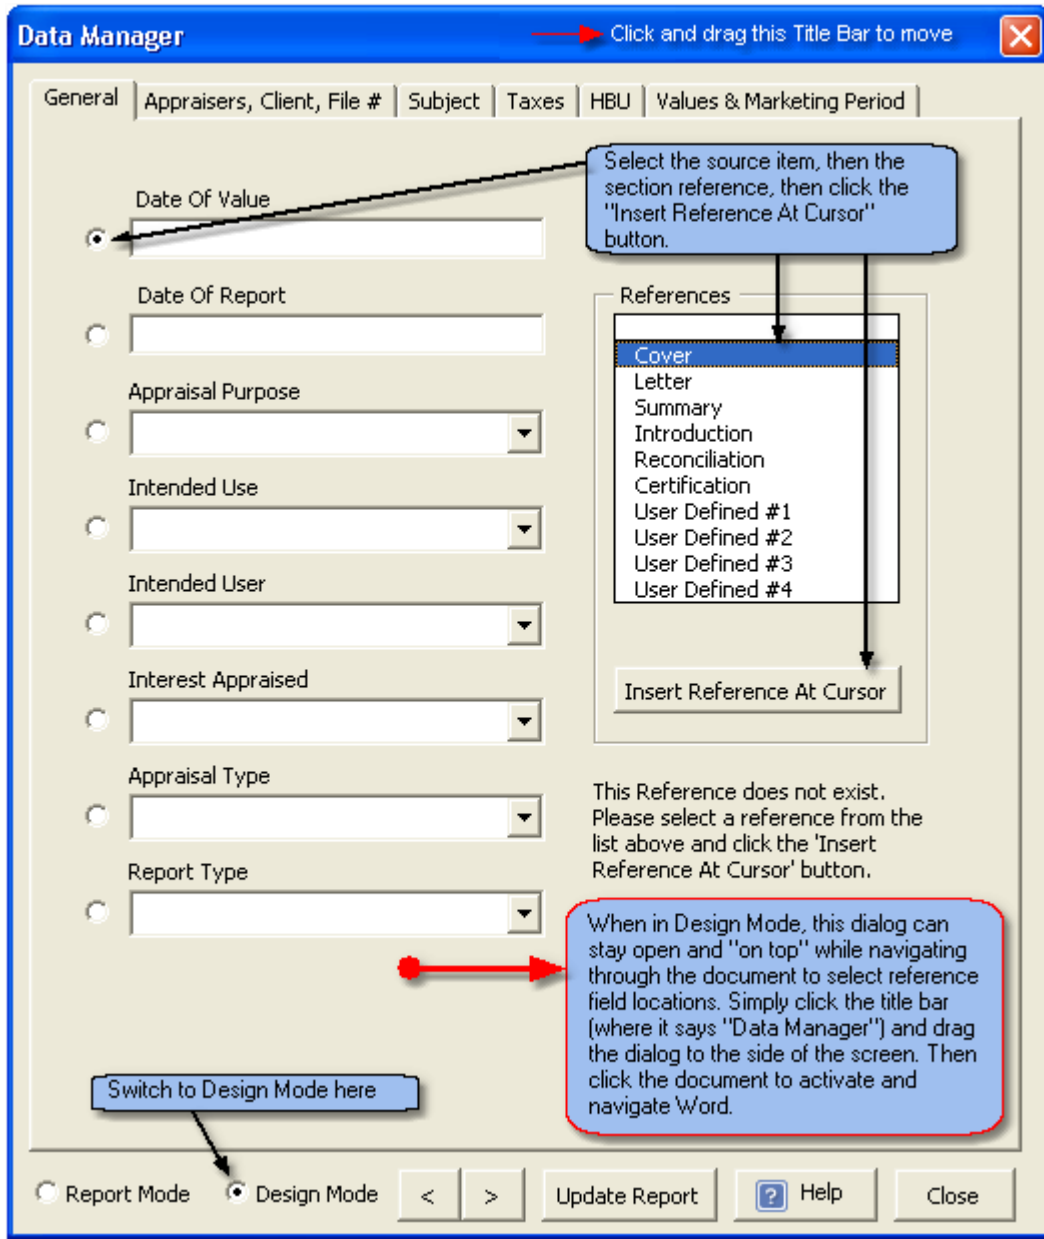 Data Manager
Click and drag this Title Bar to move
General
Appraisers, Client, File #
Subject
Taxes
HBU
Values & Marketing Period
Select the source item, then the
section reference, then click the
"Insert Reference At Cursor"
button.
Date Of Value
Date Of Report
Appraisal Purpose
Intended Use
Intended User
Interest Appraised
Appraisal Type
Report Type
References
Cover
Letter
Summary
Introduction
Reconciliation
Certification
User Defined #1
User Defined #2
User Defined #3
User Defined #4
Insert Reference At Cursor
This Reference does not exist.
Please select a reference from the
list above and click the 'Insert
Reference At Cursor' button.
When in Design Mode, this dialog can
stay open and "on top" while navigating
through the document to select reference
field locations. Simply click the title bar
(where it says "Data Manager") and drag
the dialog to the side of the screen. Then
click the document to activate and
navigate Word.
Switch to Design Mode here
Report Mode
Design Mode
<
>
Update Report
? Help
Close